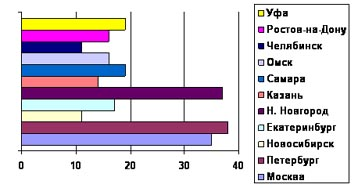 Уфа
Ростов-на-Дону
Челябинск
Омск
Самара
Казань
Н. Новгород
Екатеринбург
Новосибирск
Петербург
Москва
0 10 20 30 40